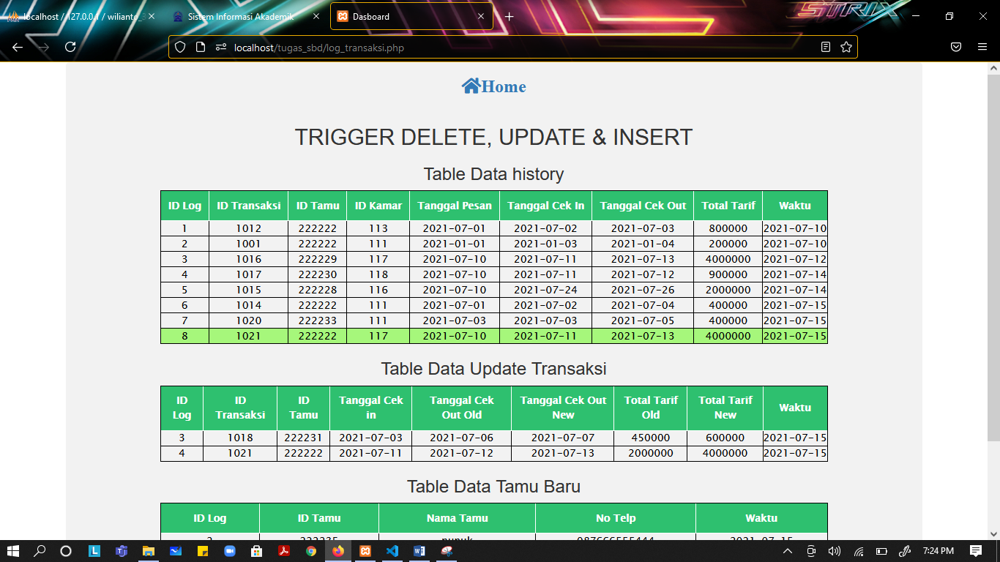 localhost / 127.0.0.1 / wilianto_
Sistem Informasi Akademik
Dasboard
STRIX
localhost/tugas_sbd/log_transaksi.php
Home
TRIGGER DELETE, UPDATE & INSERT
Table Data history
ID Log ID Transaksi ID Tamu ID Kamar Tanggal Pesan Tanggal Cek In Tanggal Cek Out Total Tarif Waktu
1 1012 222222 113 2021-07-01 2021-07-02 2021-07-03 800000 2021-07-10
2 1001 222222 111 2021-01-01 2021-01-03 2021-01-04 200000 2021-07-10
3 1016 222229 117 2021-07-10 2021-07-11 2021-07-13 4000000 2021-07-12
4 1017 222230 118 2021-07-10 2021-07-11 2021-07-12 900000 2021-07-14
5 1015 222228 116 2021-07-10 2021-07-24 2021-07-26 2000000 2021-07-14
6 1014 222222 111 2021-07-01 2021-07-02 2021-07-04 400000 2021-07-15
7 1020 222233 111 2021-07-03 2021-07-03 2021-07-05 400000 2021-07-15
8 1021 222222 117 2021-07-10 2021-07-11 2021-07-13 4000000 2021-07-15
Table Data Update Transaksi
ID Log ID Transaksi ID Tamu Tanggal Cek in Tanggal Cek Out Old Tanggal Cek Out New Total Tarif Old Total Tarif New Waktu
3 1018 222231 2021-07-03 2021-07-06 2021-07-07 450000 600000 2021-07-15
4 1021 222222 2021-07-11 2021-07-12 2021-07-13 2000000 4000000 2021-07-15
Table Data Tamu Baru
ID Log ID Tamu Nama Tamu No Telp Waktu
2 222235 2021-07-15
7:24 PM